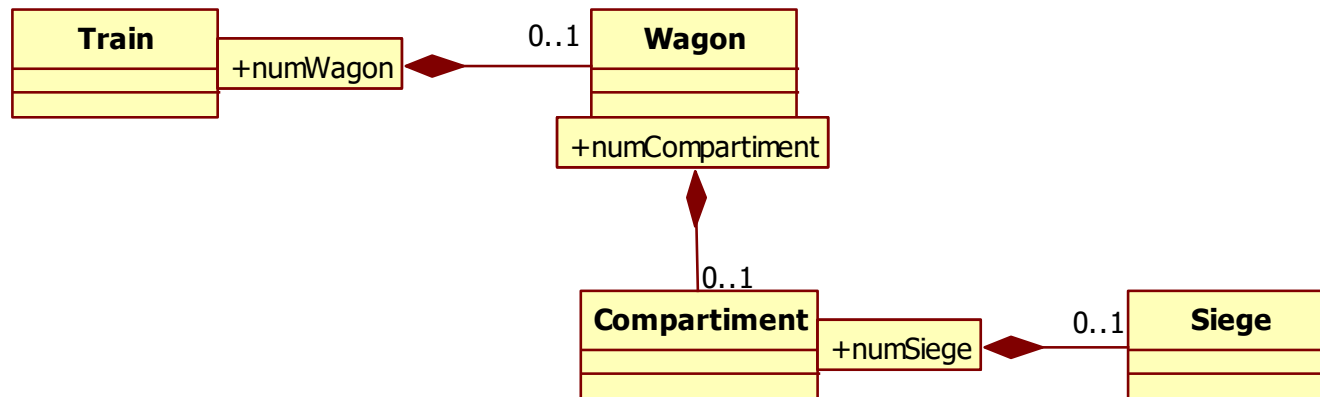 Train
+numWagon
0..1
Wagon
+numCompartiment
0..1
Compartiment
+numSiege
0..1
Siege